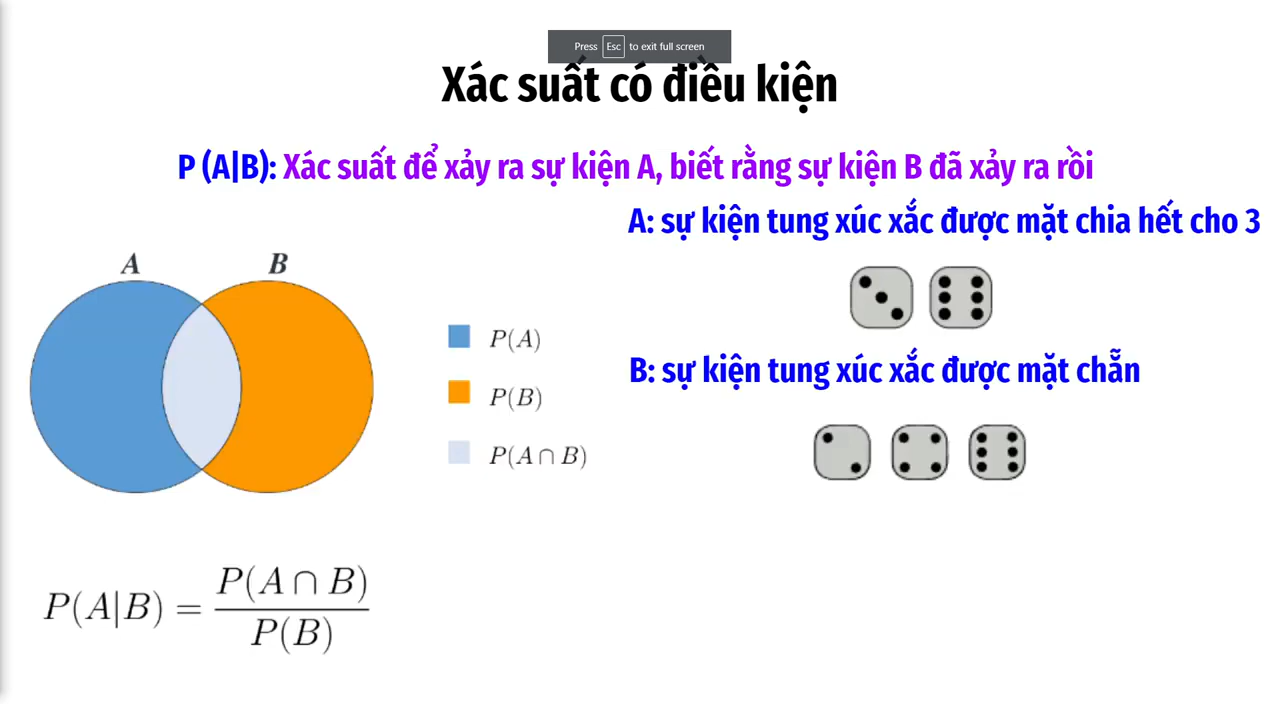 Press Esc to exit full screen
Xác suất có điều kiện
P (A|B): Xác suất để xảy ra sự kiện A, biết rằng sự kiện B đã xảy ra rồi
A: sự kiện tung xúc xắc được mặt chia hết cho 3
A
B
P(A)
P(B)
P(A ∩ B)
B: sự kiện tung xúc xắc được mặt chẵn
P(A|B) = P(A ∩ B) / P(B)